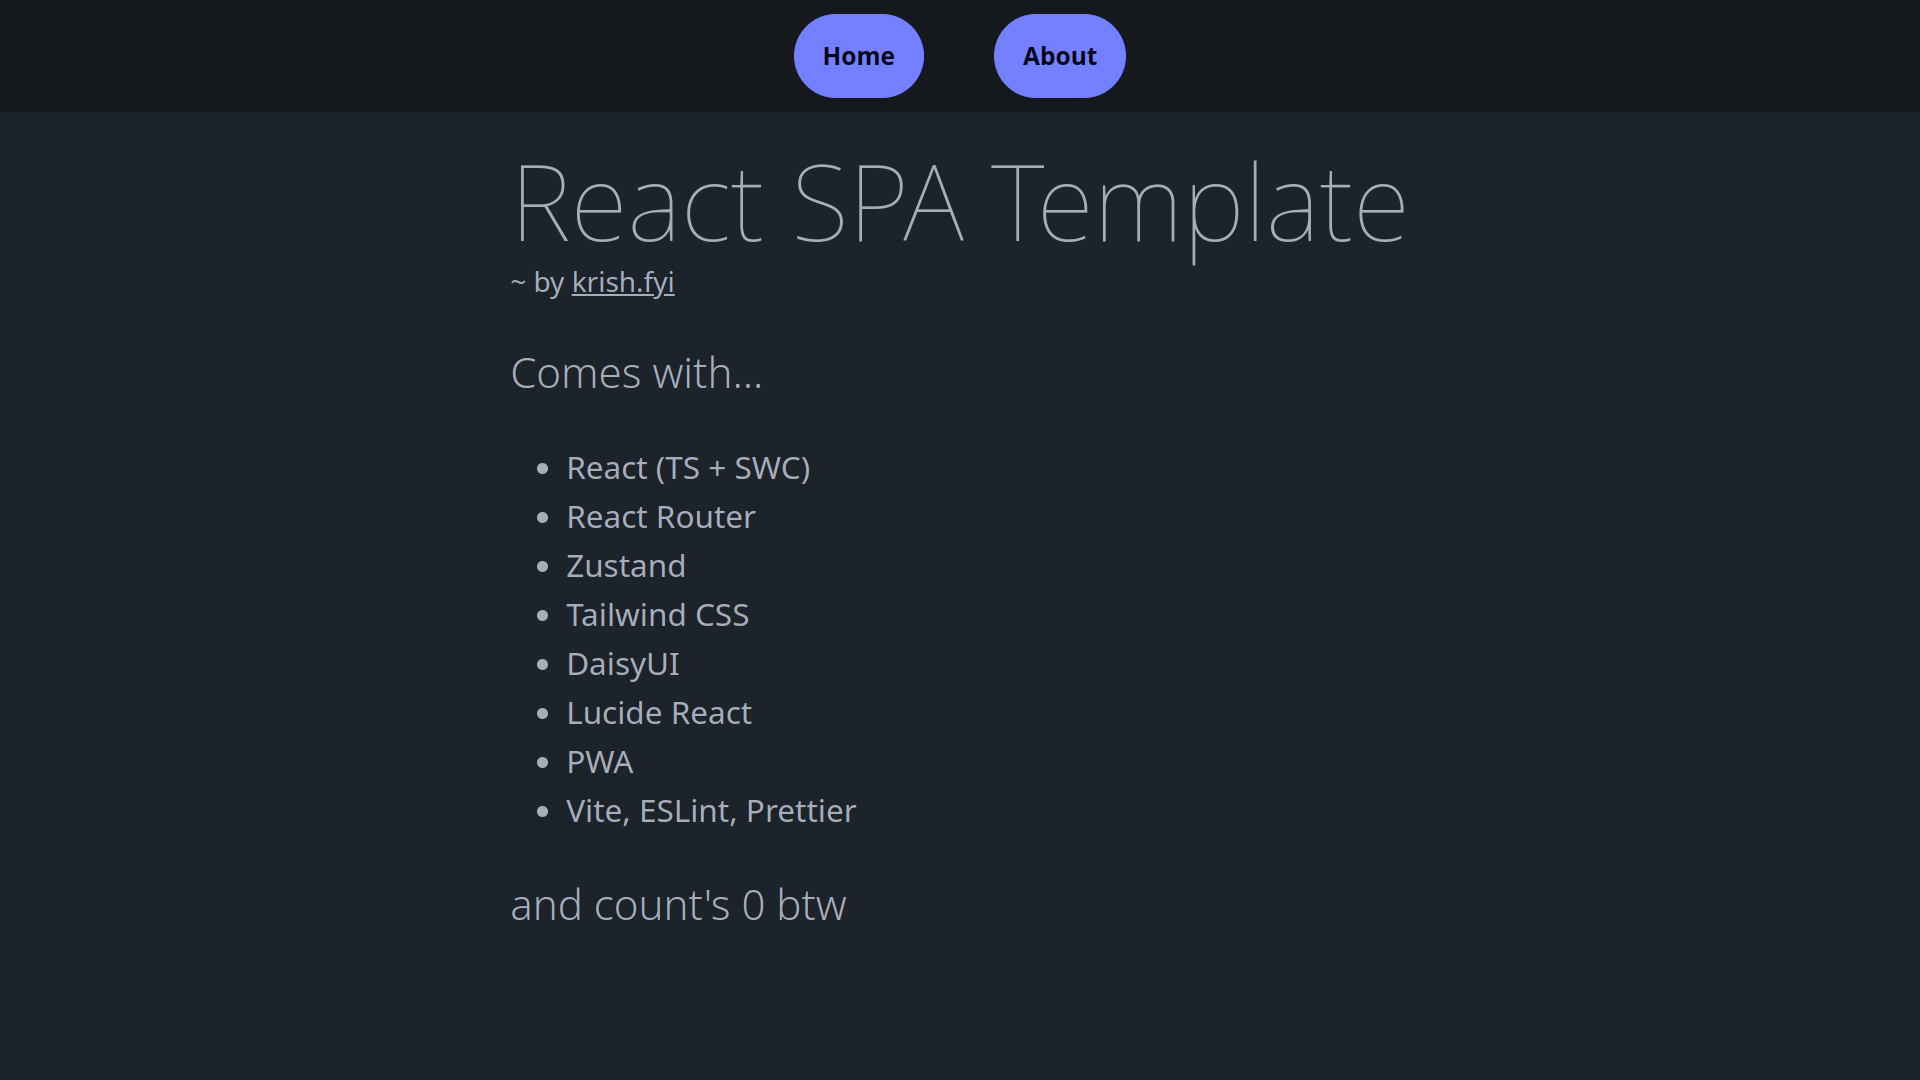 Home About
React SPA Template
~ by krish.fyi
Comes with...
React (TS + SWC)
React Router
Zustand
Tailwind CSS
DaisyUI
Lucide React
PWA
Vite, ESLint, Prettier
and count's 0 btw